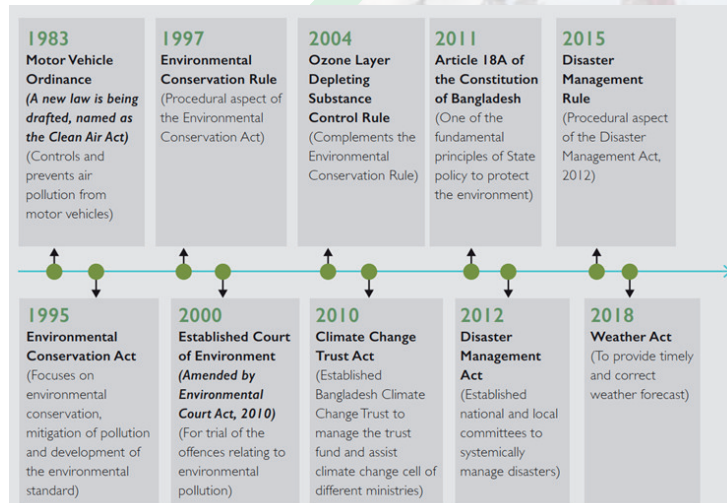 1983
Motor Vehicle
Ordinance
(A new law is being
drafted, named as
the Clean Air Act)
(Controls and
prevents air
pollution from
motor vehicles)
1997
Environmental
Conservation Rule
(Procedural aspect of
the Environmental
Conservation Act)
2004
Ozone Layer
Depleting
Substance
Control Rule
(Complements the
Environmental
Conservation Rule)
2011
Article 18A of
the Constitution
of Bangladesh
(One of the
fundamental
principles of State
policy to protect
the environment)
2015
Disaster
Management
Rule
(Procedural aspect
of the Disaster
Management Act,
2012)
1995
Environmental
Conservation Act
(Focuses on
environmental
conservation,
mitigation of pollution
and development of
the environmental
standard)
2000
Established Court
of Environment
(Amended by
Environmental
Court Act, 2010)
(For trial of the
offences relating to
environmental
pollution)
2010
Climate Change
Trust Act
(Established
Bangladesh Climate
Change Trust to
manage the trust
fund and assist
climate change cell of
different ministries)
2012
Disaster
Management
Act
(Established
national and local
committees to
systemically
manage disasters)
2018
Weather Act
(To provide timely
and correct
weather forecast)